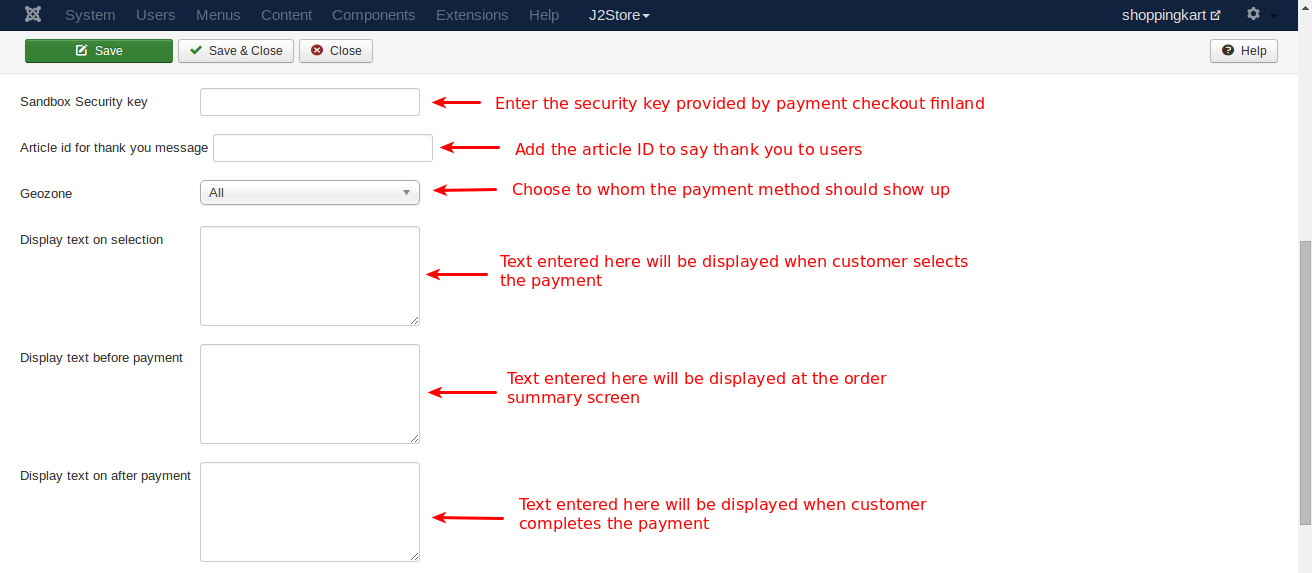 System Users Menus Content Components Extensions Help J2Store shoppingkart
Save Save & Close Close Help
Sandbox Security key
Enter the security key provided by payment checkout finland
Article id for thank you message
Add the article ID to say thank you to users
Geozone
All
Choose to whom the payment method should show up
Display text on selection
Text entered here will be displayed when customer selects
the payment
Display text before payment
Text entered here will be displayed at the order
summary screen
Display text on after payment
Text entered here will be displayed when customer
completes the payment